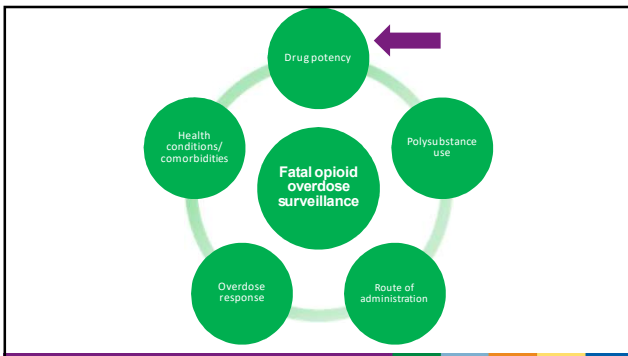 Drug potency
Health
conditions/
comorbidities
Polysubstance
use
Fatal opioid
overdose
surveillance
Overdose
response
Route of
administration